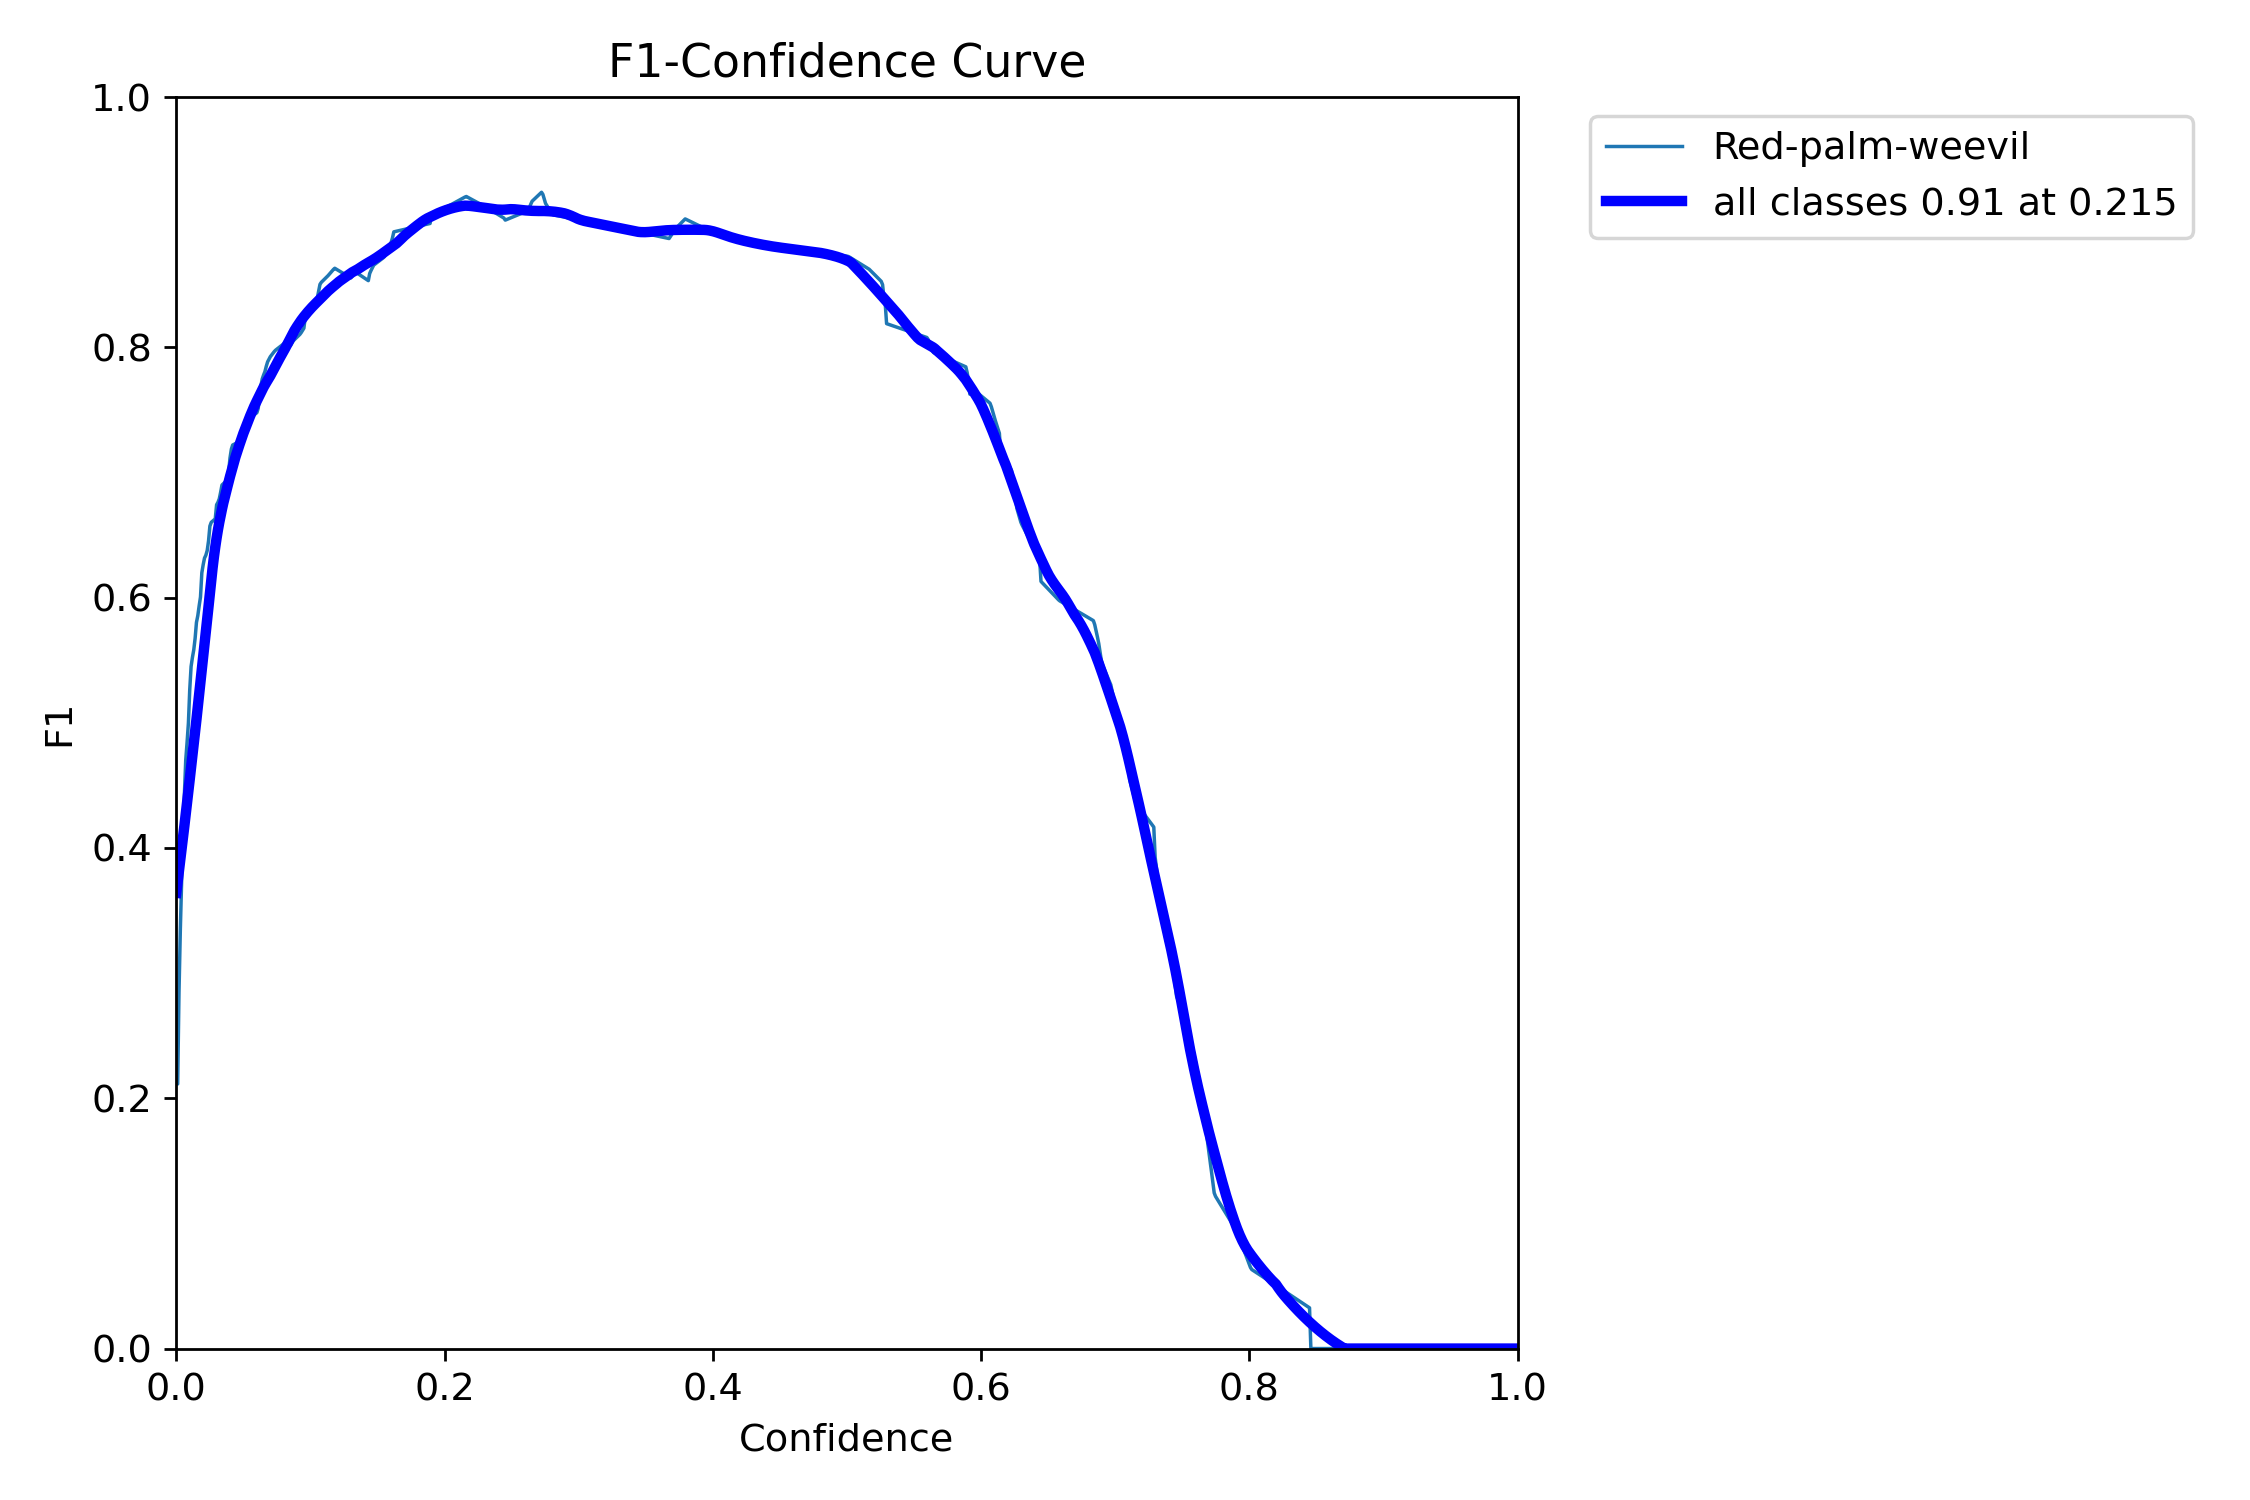 F1-Confidence Curve
1.0
0.8
0.6
0.4
0.2
0.0
F1
0.0 0.2 0.4 0.6 0.8 1.0
Confidence
Red-palm-weevil
all classes 0.91 at 0.215